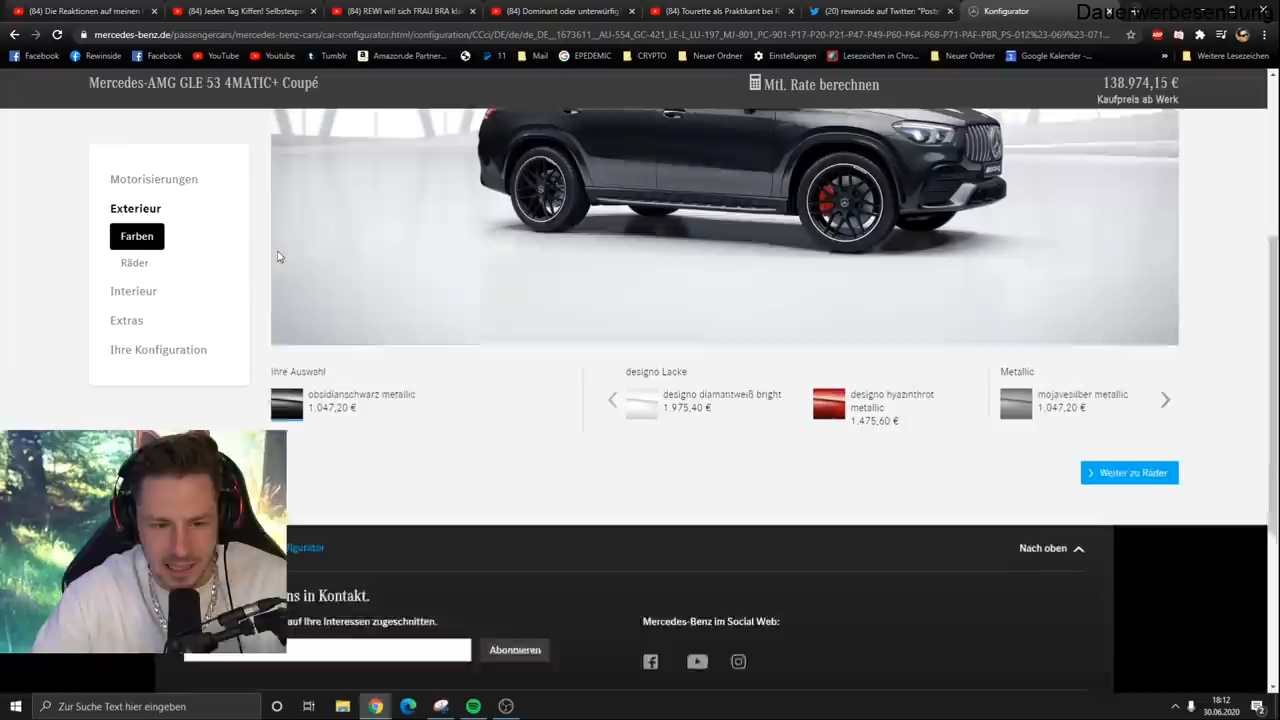 Dauerwerbesendung
(84) Die Reaktionen auf meinen
(84) Jeden Tag Kiffen! Selbstexpe
(84) REWI will sich FRAU BRA kla
(84) Dominant oder unterwürfig
(84) Tourette als Praktikant bei R
(20) rewinside auf Twitter: "Poste
Konfigurator
mercedes-benz.de/passengercars/mercedes-benz-cars/car-configurator.html/configuration/CCci/DE/de/de_DE__1673611__AU-554_GC-421_LE-L_LU-197_MJ-801_PC-901-P17-P20-P21-P47-P49-P60-P64-P68-P71-PAF-PBR_PS-012%23-069%23-071...
Facebook Rewinside Facebook YouTube Youtube Tumblr Amazon.de Partner... 11 Mail EPEDEMIC CRYPTO Neuer Ordner Einstellungen Lesezeichen in Chro... Neuer Ordner Google Kalender -... » Weitere Lesezeichen
Mercedes-AMG GLE 53 4MATIC+ Coupé
Mtl. Rate berechnen
138.974,15 €
Kaufpreis ab Werk
Motorisierungen
Exterieur
Farben
Räder
Interieur
Extras
Ihre Konfiguration
Ihre Auswahl
obsidianschwarz metallic
1.047,20 €
designo Lacke
designo diamantweiß bright
1.975,40 €
designo hyazinthrot
metallic
1.475,60 €
Metallic
mojavesilber metallic
1.047,20 €
Weiter zu Räder
Nach oben
ns in Kontakt.
auf Ihre Interessen zugeschnitten.
Abonnieren
Mercedes-Benz im Social Web:
Zur Suche Text hier eingeben
18:12
30.06.2020
2